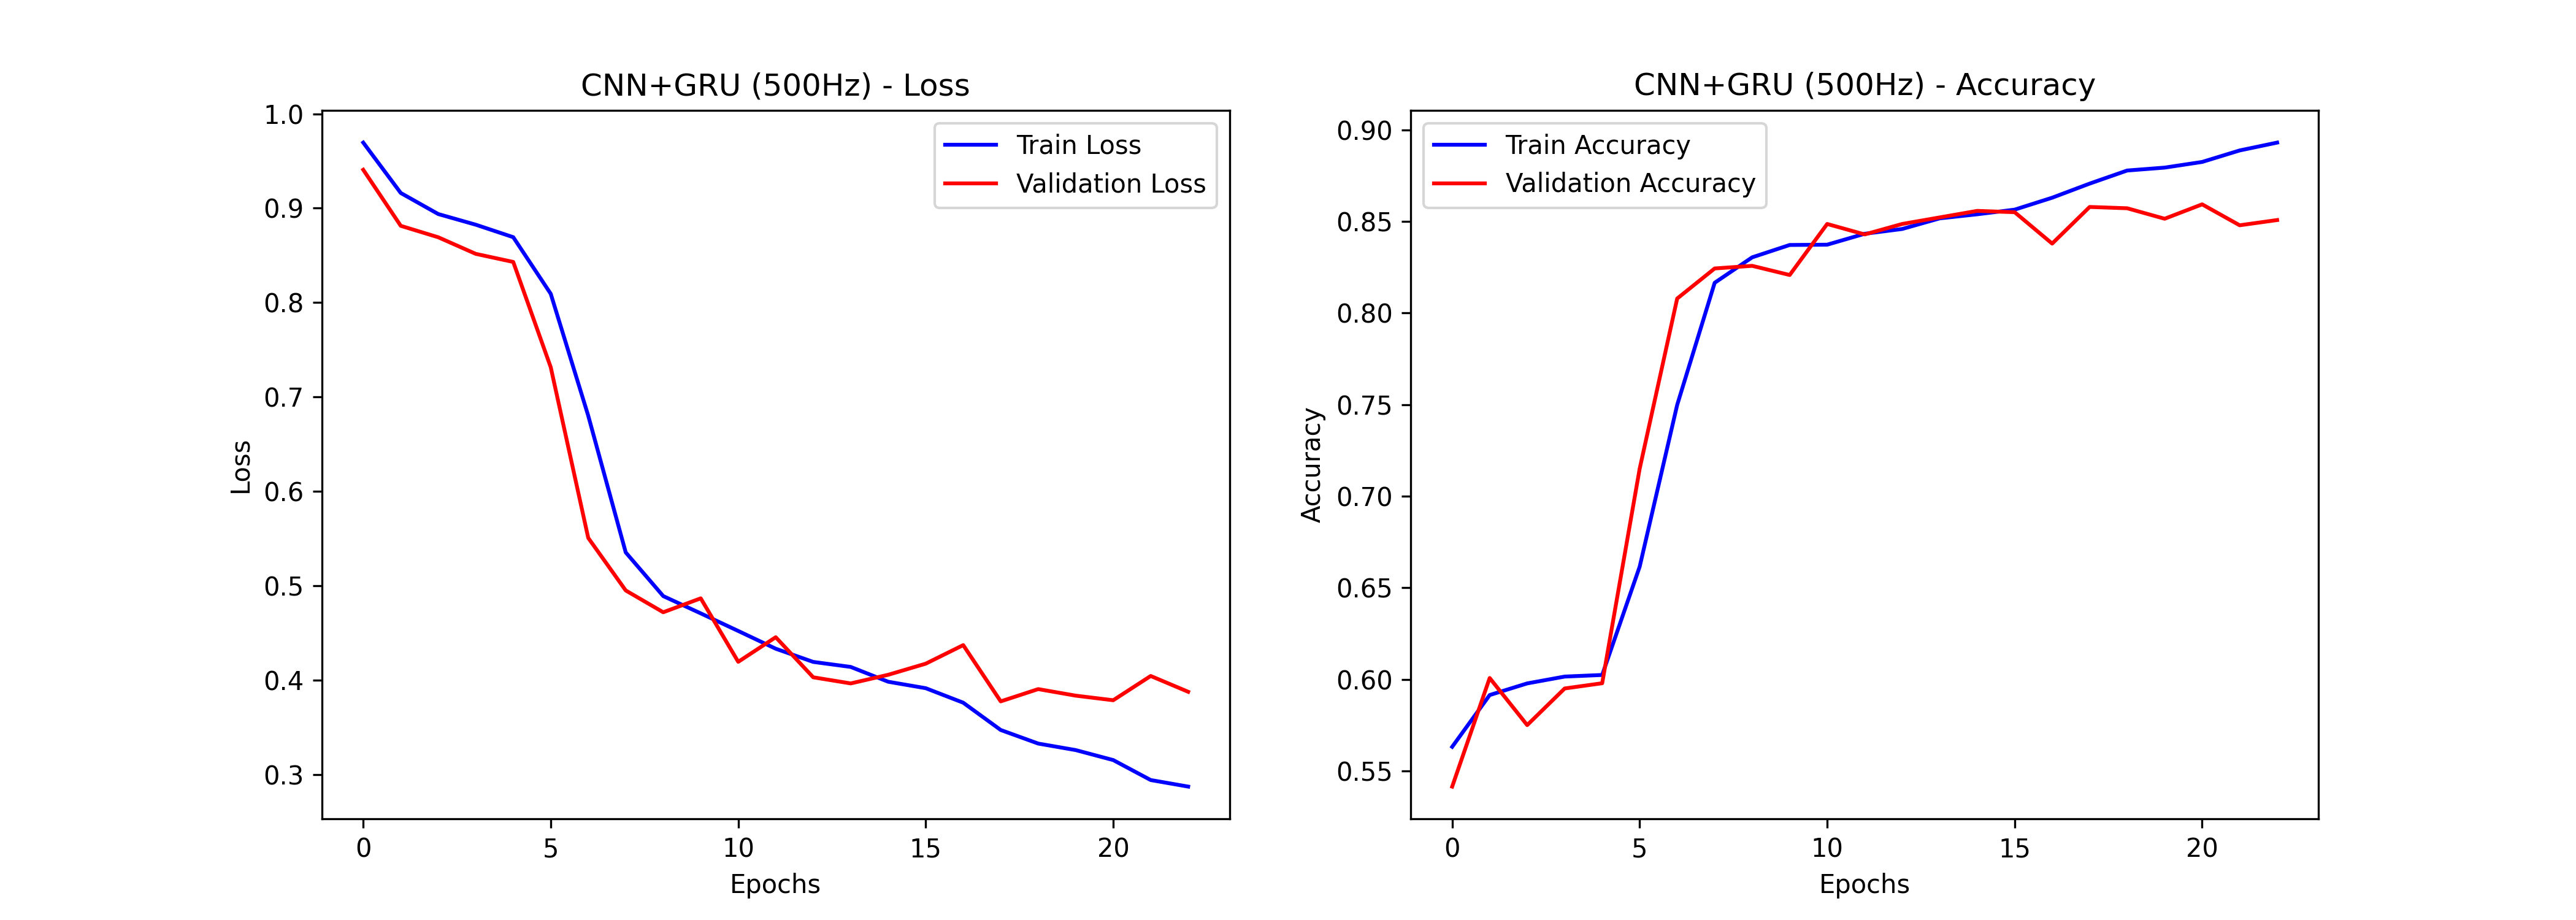 CNN+GRU (500Hz) - Loss
1.0
0.9
0.8
0.7
0.6
0.5
0.4
0.3
Loss
Train Loss
Validation Loss
0 5 10 15 20
Epochs
CNN+GRU (500Hz) - Accuracy
0.90
0.85
0.80
0.75
0.70
0.65
0.60
0.55
Accuracy
Train Accuracy
Validation Accuracy
0 5 10 15 20
Epochs